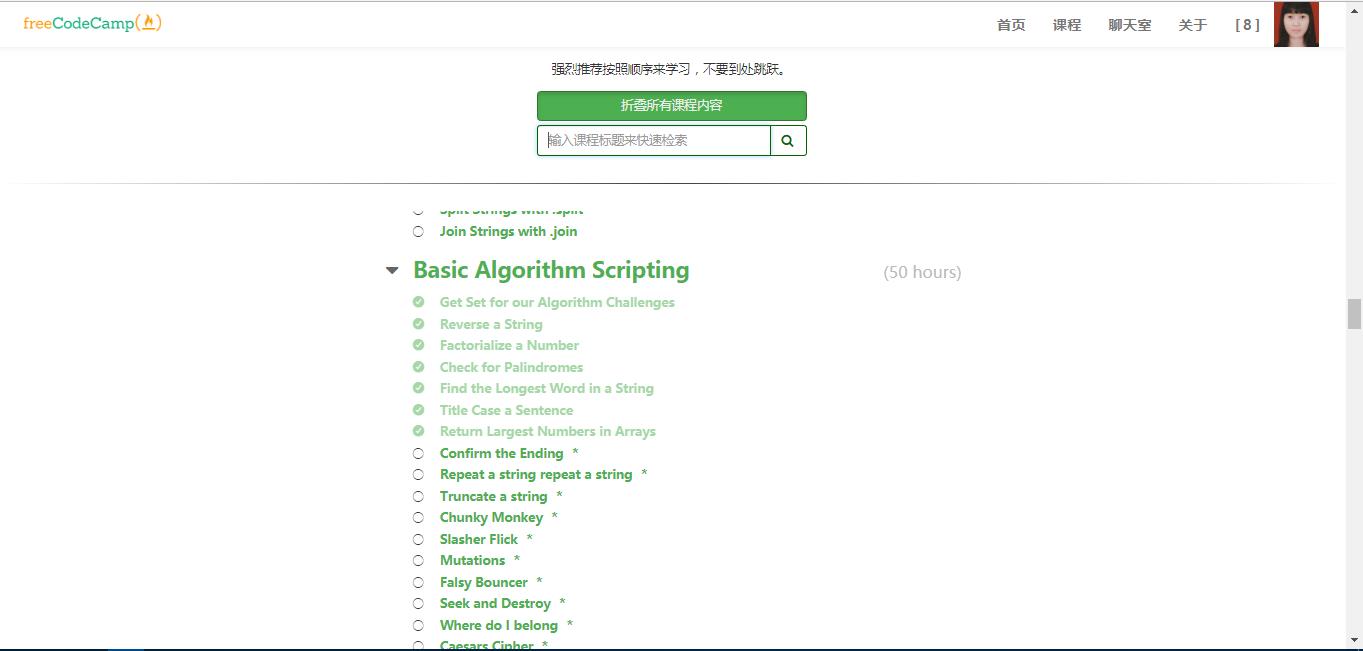 freeCodeCamp
首页 课程 聊天室 关于 [ 8 ]
强烈推荐按照顺序来学习，不要到处跳跃。
折叠所有课程内容
输入课程标题来快速检索
Split Strings with .split
Join Strings with .join
Basic Algorithm Scripting (50 hours)
Get Set for our Algorithm Challenges
Reverse a String
Factorialize a Number
Check for Palindromes
Find the Longest Word in a String
Title Case a Sentence
Return Largest Numbers in Arrays
Confirm the Ending *
Repeat a string repeat a string *
Truncate a string *
Chunky Monkey *
Slasher Flick *
Mutations *
Falsy Bouncer *
Seek and Destroy *
Where do I belong *
Caesars Cipher *